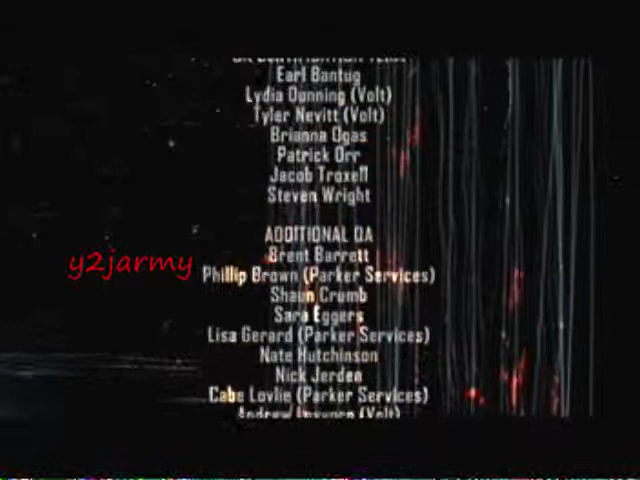 Earl Bantug
Lydia Dunning (Volt)
Tyler Nevitt (Volt)
Brianna Ogas
Patrick Orr
Jacob Troxell
Steven Wright
ADDITIONAL QA
Brent Barrett
y2jarmy
Phillip Brown (Parker Services)
Shaun Crumb
Sara Eggers
Lisa Gerard (Parker Services)
Nate Hutchinson
Nick Jerden
Cabe Lovlie (Parker Services)
Andrew (Volt)